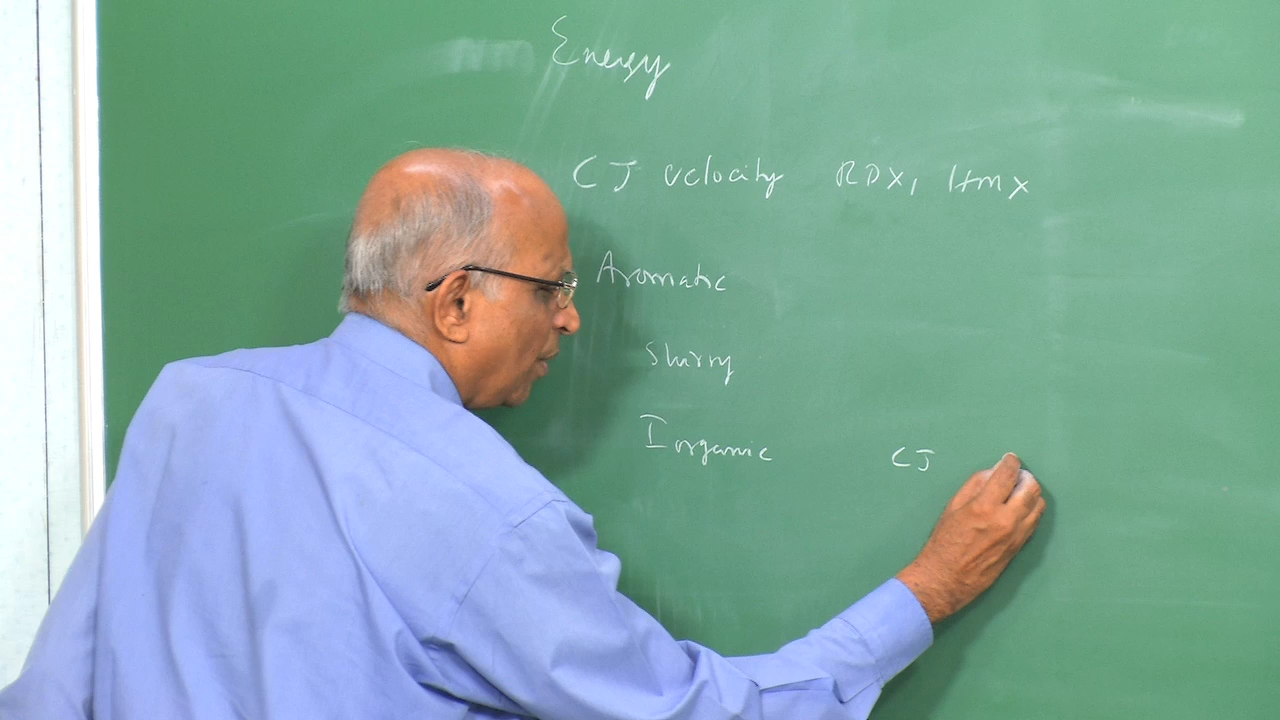 Energy
CJ velocity RDX, HMX
Aromatic
Slurry
Inorganic CJ